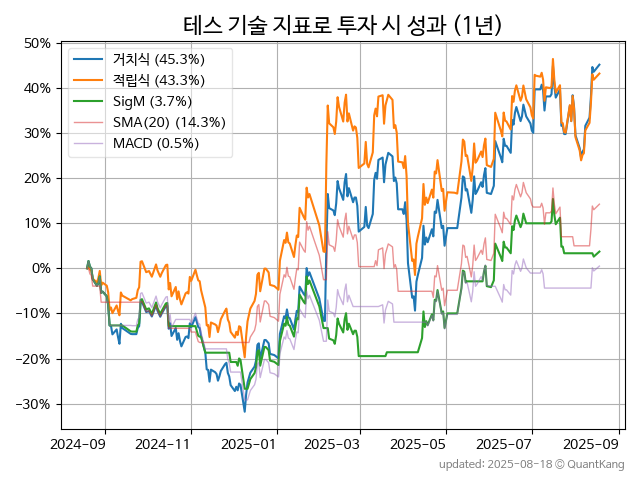 테스 기술 지표로 투자 시 성과 (1년)
50%
40%
30%
20%
10%
0%
−10%
−20%
−30%
거치식 (45.3%)
적립식 (43.3%)
SigM (3.7%)
SMA(20) (14.3%)
MACD (0.5%)
2024-09
2024-11
2025-01
2025-03
2025-05
2025-07
2025-09
updated: 2025-08-18 © QuantKang